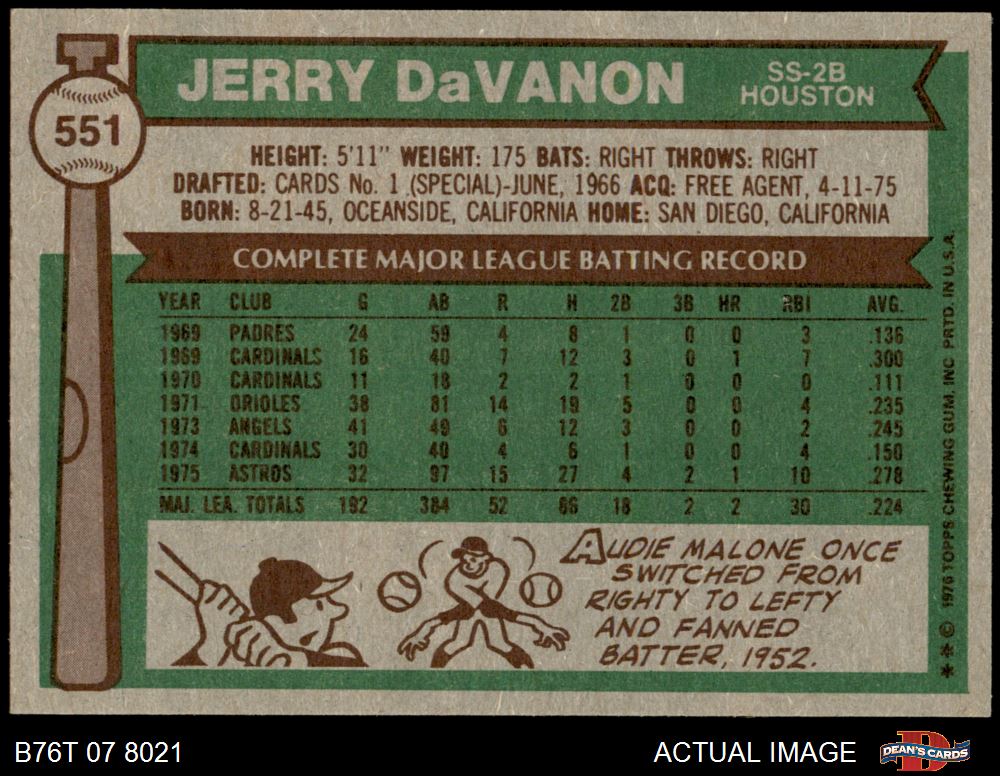 551
JERRY DaVANON
SS-2B
HOUSTON
HEIGHT: 5'11" WEIGHT: 175 BATS: RIGHT THROWS: RIGHT
DRAFTED: CARDS No. 1 (SPECIAL)-JUNE, 1966 ACQ: FREE AGENT, 4-11-75
BORN: 8-21-45, OCEANSIDE, CALIFORNIA HOME: SAN DIEGO, CALIFORNIA
COMPLETE MAJOR LEAGUE BATTING RECORD
YEAR CLUB G AB R H 2B 3B HR RBI AVG.
1969 PADRES 24 59 4 8 1 0 0 3 .136
1969 CARDINALS 16 40 7 12 3 0 1 7 .300
1970 CARDINALS 11 18 2 2 1 0 0 0 .111
1971 ORIOLES 38 81 14 19 5 0 0 4 .235
1973 ANGELS 41 49 6 12 3 0 0 2 .245
1974 CARDINALS 30 40 4 6 1 0 0 4 .150
1975 ASTROS 32 97 15 27 4 2 1 10 .278
MAJ. LEA. TOTALS 192 384 52 86 18 2 2 30 .224
AUDIE MALONE ONCE
SWITCHED FROM
RIGHTY TO LEFTY
AND FANNED
BATTER, 1952.
** © 1976 TOPPS CHEWING GUM, INC PRTD. IN U.S.A.
B76T 07 8021
ACTUAL IMAGE
DEAN'S CARDS